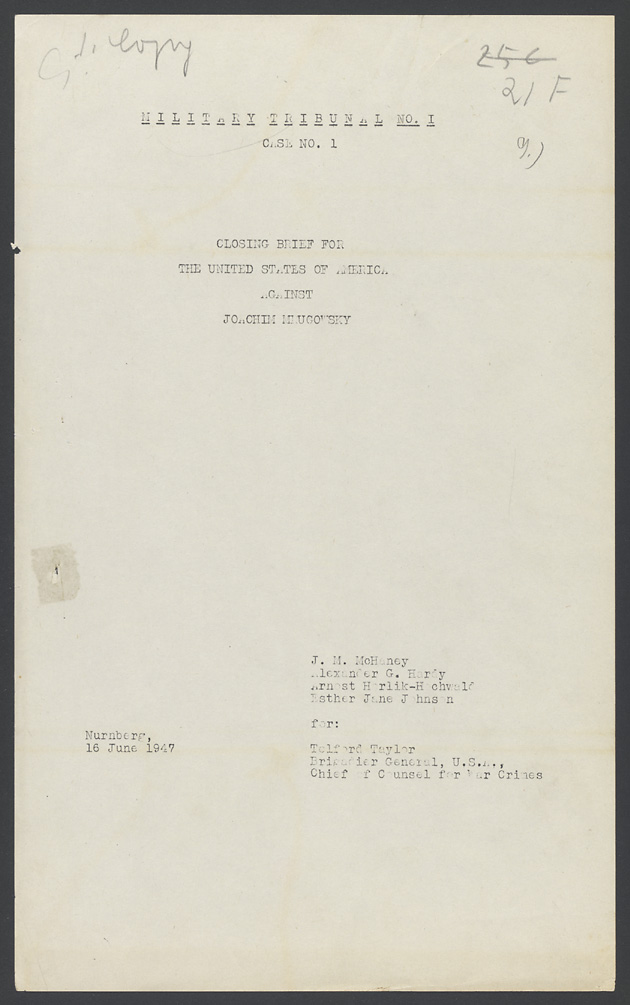 1. Copy
256
21 F
9.)
MILITARY TRIBUNAL NO. I
CASE NO. 1
CLOSING BRIEF FOR
THE UNITED STATES OF AMERICA
AGAINST
JOACHIM MRUGOWSKY
J. M. McHaney
Alexander G. Hardy
Arnost Horlik-Hochwald
Esther Jane Johnson
for:
Nurnberg,
16 June 1947
Telford Taylor
Brigadier General, U.S.A.,
Chief of Counsel for War Crimes